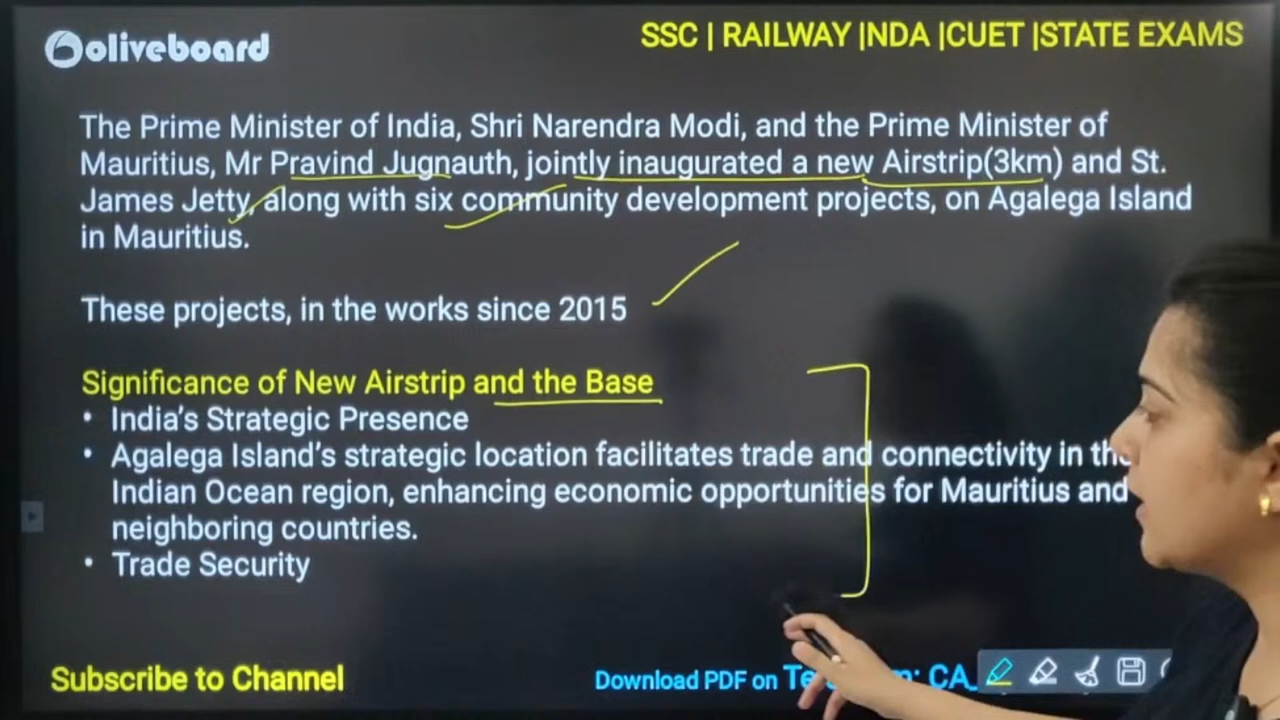 oliveboard
SSC | RAILWAY |NDA |CUET |STATE EXAMS
The Prime Minister of India, Shri Narendra Modi, and the Prime Minister of
Mauritius, Mr Pravind Jugnauth, jointly inaugurated a new Airstrip(3km) and St.
James Jetty, along with six community development projects, on Agalega Island
in Mauritius.
These projects, in the works since 2015
Significance of New Airstrip and the Base
• India's Strategic Presence
• Agalega Island's strategic location facilitates trade and connectivity in the
Indian Ocean region, enhancing economic opportunities for Mauritius and
neighboring countries.
• Trade Security
Subscribe to Channel
Download PDF on CA_